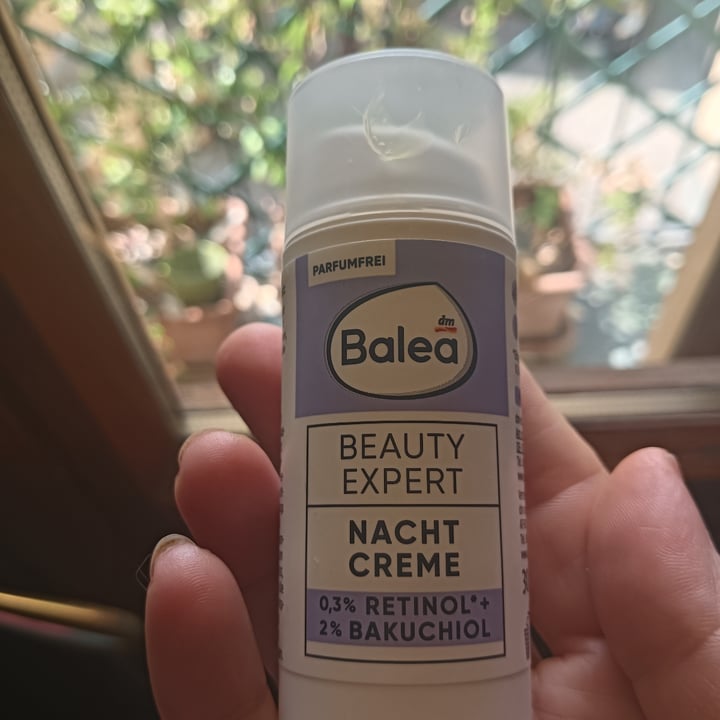 PARFUMFREI
dm
Balea
BEAUTY
EXPERT
NACHT
CREME
0,3% RETINOL*+
2% BAKUCHIOL